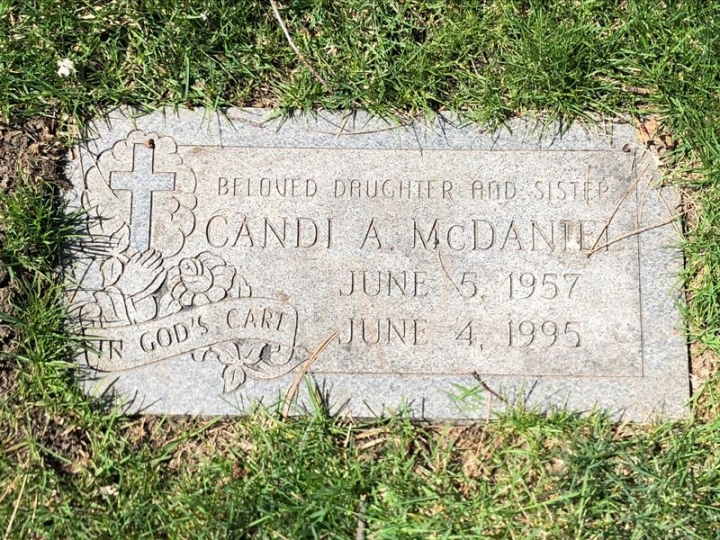 BELOVED DAUGHTER AND SISTER
CANDI A. McDANIEL
JUNE 5, 1957
JUNE 4, 1995
IN GOD'S CARE